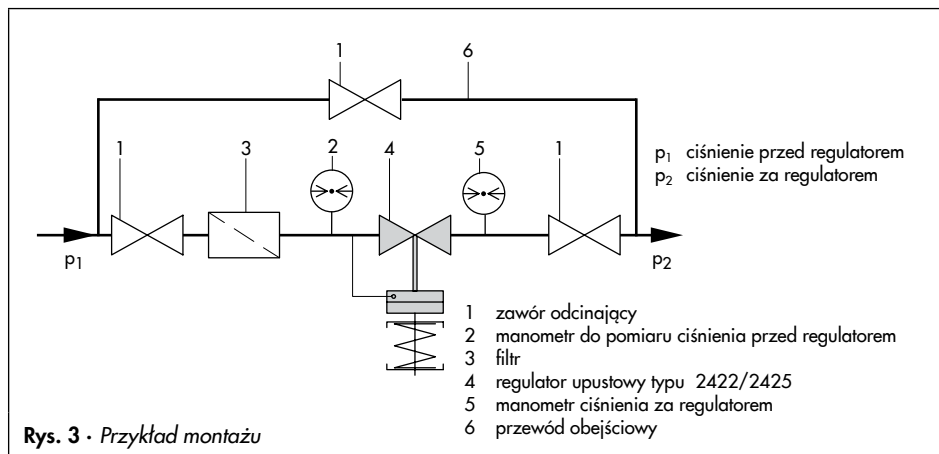 1
6
1
3
2
4
5
1
p1 ciśnienie przed regulatorem
p2 ciśnienie za regulatorem
p1
p2
1 zawór odcinający
2 manometr do pomiaru ciśnienia przed regulatorem
3 filtr
4 regulator upustowy typu 2422/2425
5 manometr ciśnienia za regulatorem
6 przewód obejściowy
Rys. 3 · Przykład montażu